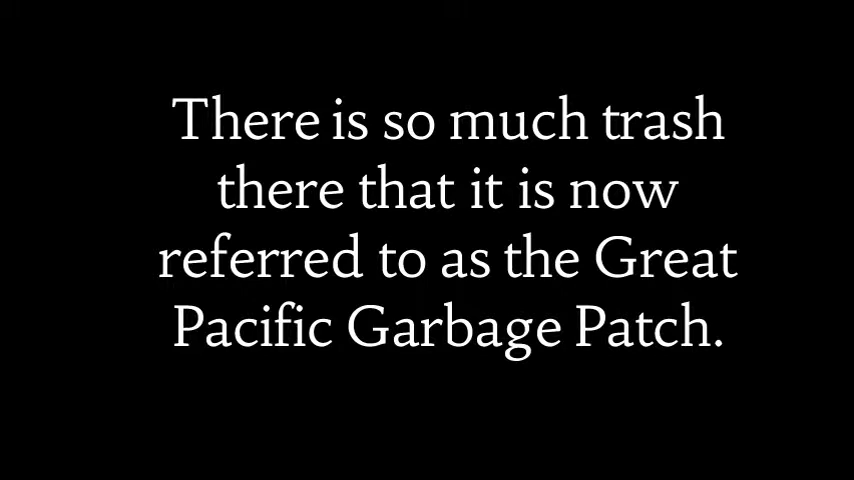 There is so much trash
there that it is now
referred to as the Great
Pacific Garbage Patch.